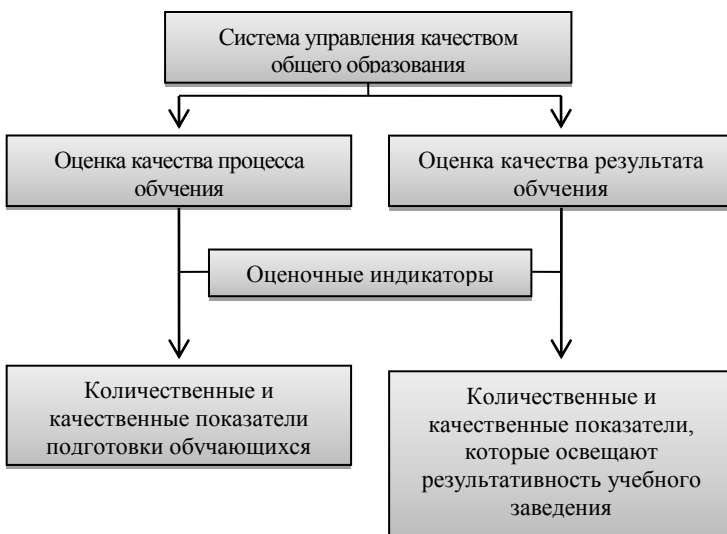 Система управления качеством
общего образования
Оценка качества процесса
обучения
Оценка качества результата
обучения
Оценочные индикаторы
Количественные и
качественные показатели
подготовки обучающихся
Количественные и
качественные показатели,
которые освещают
результативность учебного
заведения